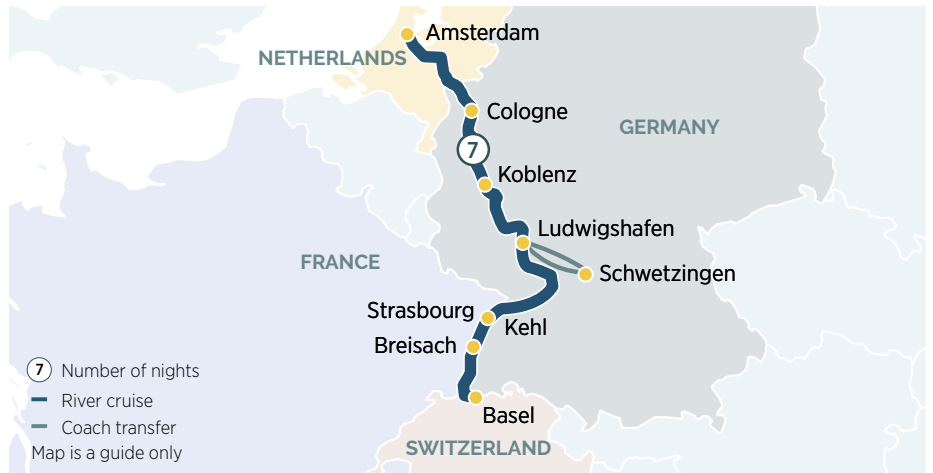 Amsterdam
NETHERLANDS
Cologne
GERMANY
7
Koblenz
Ludwigshafen
FRANCE
Schwetzingen
Strasbourg
Kehl
Breisach
7 Number of nights
River cruise
Basel
Coach transfer
SWITZERLAND
Map is a guide only